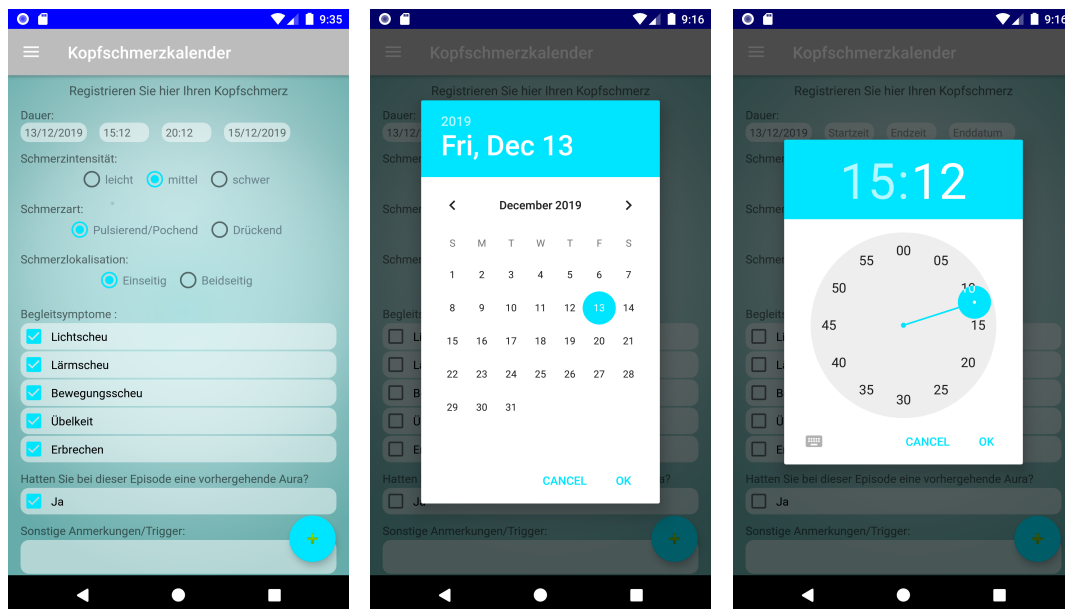 9:35
Kopfschmerzkalender
Registrieren Sie hier Ihren Kopfschmerz
Dauer:
13/12/2019 15:12 20:12 15/12/2019
Schmerzintensität:
leicht mittel schwer
Schmerzart:
Pulsierend/Pochend Drückend
Schmerzlokalisation:
Einseitig Beidseitig
Begleitsymptome :
Lichtscheu
Lärmscheu
Bewegungsscheu
Übelkeit
Erbrechen
Hatten Sie bei dieser Episode eine vorhergehende Aura?
Ja
Sonstige Anmerkungen/Trigger:
+
9:16
Kopfschmerzkalender
Registrieren Sie hier Ihren Kopfschmerz
Dauer:
13/12/
2019
Fri, Dec 13
December 2019
S M T W T F S
1 2 3 4 5 6 7
8 9 10 11 12 13 14
15 16 17 18 19 20 21
22 23 24 25 26 27 28
29 30 31
CANCEL OK
Hatten
a?
Sonstige Anmerkungen/Trigger:
+
9:16
Kopfschmerzkalender
Registrieren Sie hier Ihren Kopfschmerz
Dauer:
13/12/2019 Startzeit Endzeit Enddatum
15:12
00
55 05
50 10
45 15
40 20
35 25
30
CANCEL OK
Hatten Sie bei dieser Episode eine vorhergehende Aura?
Ja
Sonstige Anmerkungen/Trigger:
+